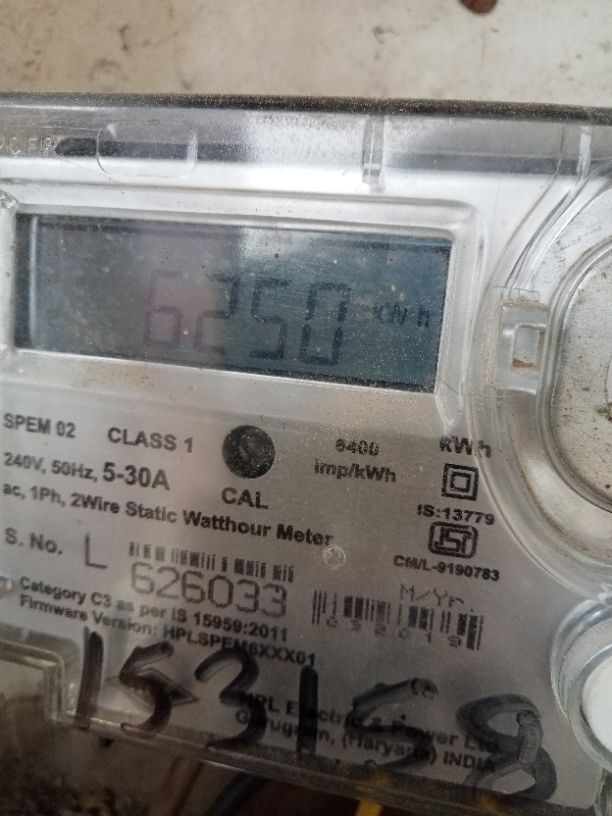 6250 kWh
SPEM 02 CLASS 1 6400 imp/kWh kWh
240V, 50Hz, 5-30A CAL
ac, 1Ph, 2Wire Static Watthour Meter
IS:13779
CM/L-9190783
S. No. L 626033
M/Yr.
Category C3 as per IS 15959:2011
Firmware Version: HPLSPEM6XXX01
HPL Electric & Power Ltd
Gurugram, (Haryana) INDIA
153158